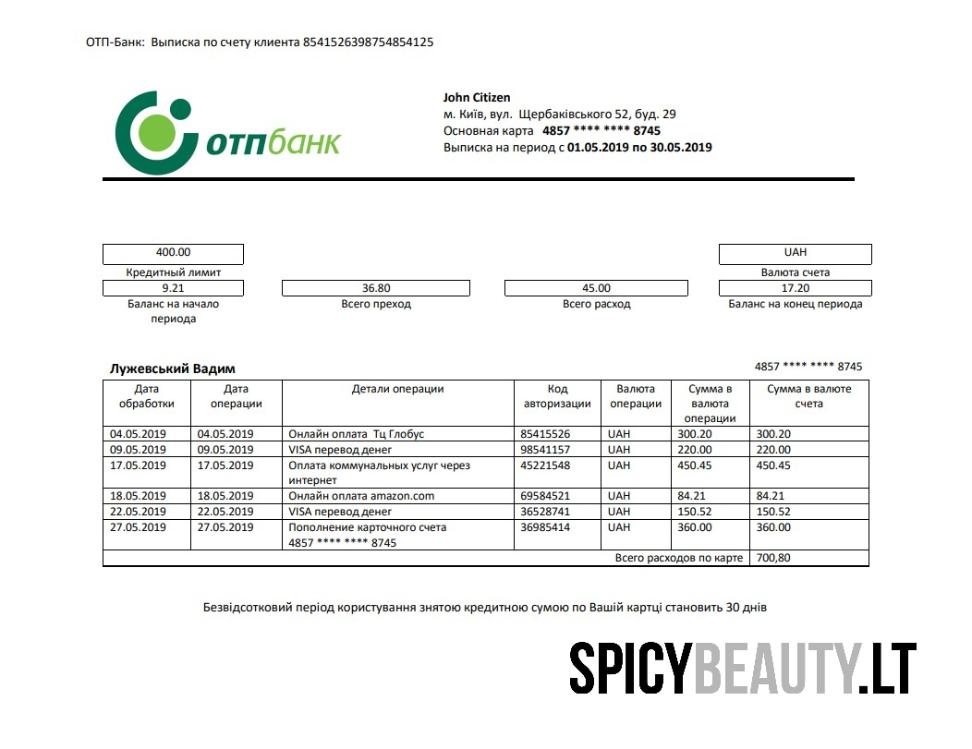 ОТП-Банк: Выписка по счету клиента 8541526398754854125
отпбанк
John Citizen
м. Київ, вул. Щербаківського 52, буд. 29
Основная карта 4857 **** **** 8745
Выписка на период с 01.05.2019 по 30.05.2019
400.00 UAH
Кредитный лимит Валюта счета
9.21 36.80 45.00 17.20
Баланс на начало периода Всего преход Всего расход Баланс на конец периода
Лужевський Вадим 4857 **** **** 8745
Дата обработки Дата операции Детали операции Код авторизации Валюта операции Сумма в валюта операции Сумма в валюте счета
04.05.2019 04.05.2019 Онлайн оплата Тц Глобус 85415526 UAH 300.20 300.20
09.05.2019 09.05.2019 VISA перевод денег 98541157 UAH 220.00 220.00
17.05.2019 17.05.2019 Оплата коммунальных услуг через интернет 45221548 UAH 450.45 450.45
18.05.2019 18.05.2019 Онлайн оплата amazon.com 69584521 UAH 84.21 84.21
22.05.2019 22.05.2019 VISA перевод денег 36528741 UAH 150.52 150.52
27.05.2019 27.05.2019 Пополнение карточного счета 4857 **** **** 8745 36985414 UAH 360.00 360.00
Всего расходов по карте 700,80
Безвідсотковий період користування знятою кредитною сумою по Вашій картці становить 30 днів
SPICYBEAUTY.LT